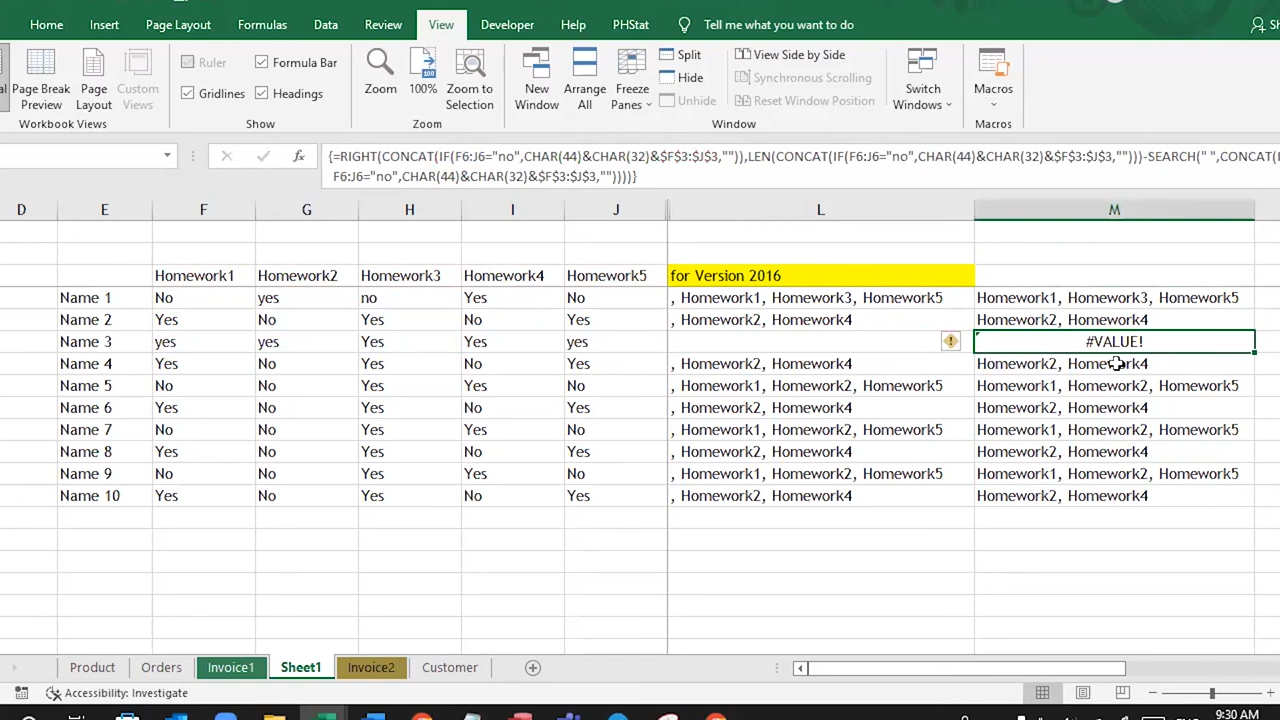 Home Insert Page Layout Formulas Data Review View Developer Help PHStat Tell me what you want to do
Ruler Formula Bar Split View Side by Side
Page Break Preview Page Layout Custom Views Gridlines Headings Zoom 100% Zoom to Selection New Window Arrange All Freeze Panes Hide Synchronous Scrolling Switch Windows Macros
Unhide Reset Window Position
Workbook Views Show Zoom Window Macros
fx {=RIGHT(CONCAT(IF(F6:J6="no",CHAR(44)&CHAR(32)&$F$3:$J$3,"")),LEN(CONCAT(IF(F6:J6="no",CHAR(44)&CHAR(32)&$F$3:$J$3,"")))-SEARCH(" ",CONCAT(I
F6:J6="no",CHAR(44)&CHAR(32)&$F$3:$J$3,""))))}
D E F G H I J L M
Homework1 Homework2 Homework3 Homework4 Homework5 for Version 2016
Name 1 No yes no Yes No , Homework1, Homework3, Homework5 Homework1, Homework3, Homework5
Name 2 Yes No Yes No Yes , Homework2, Homework4 Homework2, Homework4
Name 3 yes yes Yes Yes yes #VALUE!
Name 4 Yes No Yes No Yes , Homework2, Homework4 Homework2, Homework4
Name 5 No No Yes Yes No , Homework1, Homework2, Homework5 Homework1, Homework2, Homework5
Name 6 Yes No Yes No Yes , Homework2, Homework4 Homework2, Homework4
Name 7 No No Yes Yes No , Homework1, Homework2, Homework5 Homework1, Homework2, Homework5
Name 8 Yes No Yes No Yes , Homework2, Homework4 Homework2, Homework4
Name 9 No No Yes Yes No , Homework1, Homework2, Homework5 Homework1, Homework2, Homework5
Name 10 Yes No Yes No Yes , Homework2, Homework4 Homework2, Homework4
Product Orders Invoice1 Sheet1 Invoice2 Customer
Accessibility: Investigate
9:30 AM